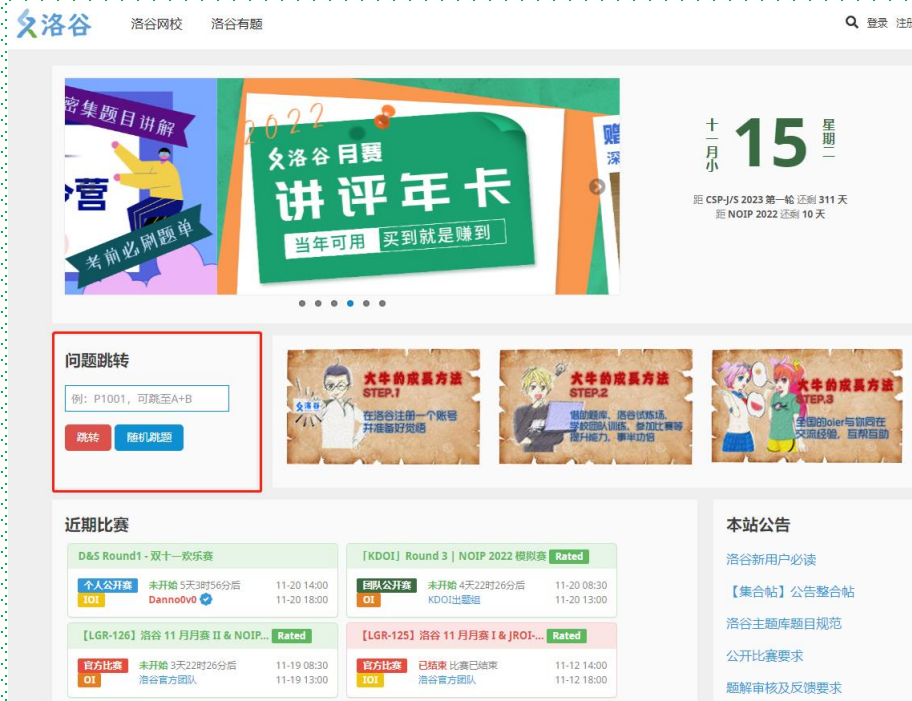 洛谷
洛谷网校
洛谷有题
登录 注册
密集题目讲解
营
考前必刷题单
2022
洛谷月赛
讲评年卡
当年可用 买到就是赚到
赠
深
十一月小
15
星期二
距 CSP-J/S 2023 第一轮 还剩 311 天
距 NOIP 2022 还剩 10 天
问题跳转
例：P1001，可跳至A+B
跳转 随机跳题
洛谷
大牛的成长方法
STEP.1
在洛谷注册一个账号
并准备好觉悟
大牛的成长方法
STEP.2
借助题库、洛谷试炼场、
学校团队训练、参加比赛等
提升能力，事半功倍
大牛的成长方法
STEP.3
全国的oier与你同在
交流经验，互帮互助
近期比赛
D&S Round1 - 双十一欢乐赛
个人公开赛 未开始 5天3时56分后 11-20 14:00
IOI Danno0v0 11-20 18:00
「KDOI」Round 3 | NOIP 2022 模拟赛 Rated
团队公开赛 未开始 4天22时26分后 11-20 08:30
OI KDOI出题组 11-20 13:00
【LGR-126】洛谷 11 月月赛 II & NOIP... Rated
官方比赛 未开始 3天22时26分后 11-19 08:30
OI 洛谷官方团队 11-19 13:00
【LGR-125】洛谷 11 月月赛 I & JROI-... Rated
官方比赛 已结束 比赛已结束 11-12 14:00
IOI 洛谷官方团队 11-12 18:00
本站公告
洛谷新用户必读
【集合帖】公告整合帖
洛谷主题库题目规范
公开比赛要求
题解审核及反馈要求